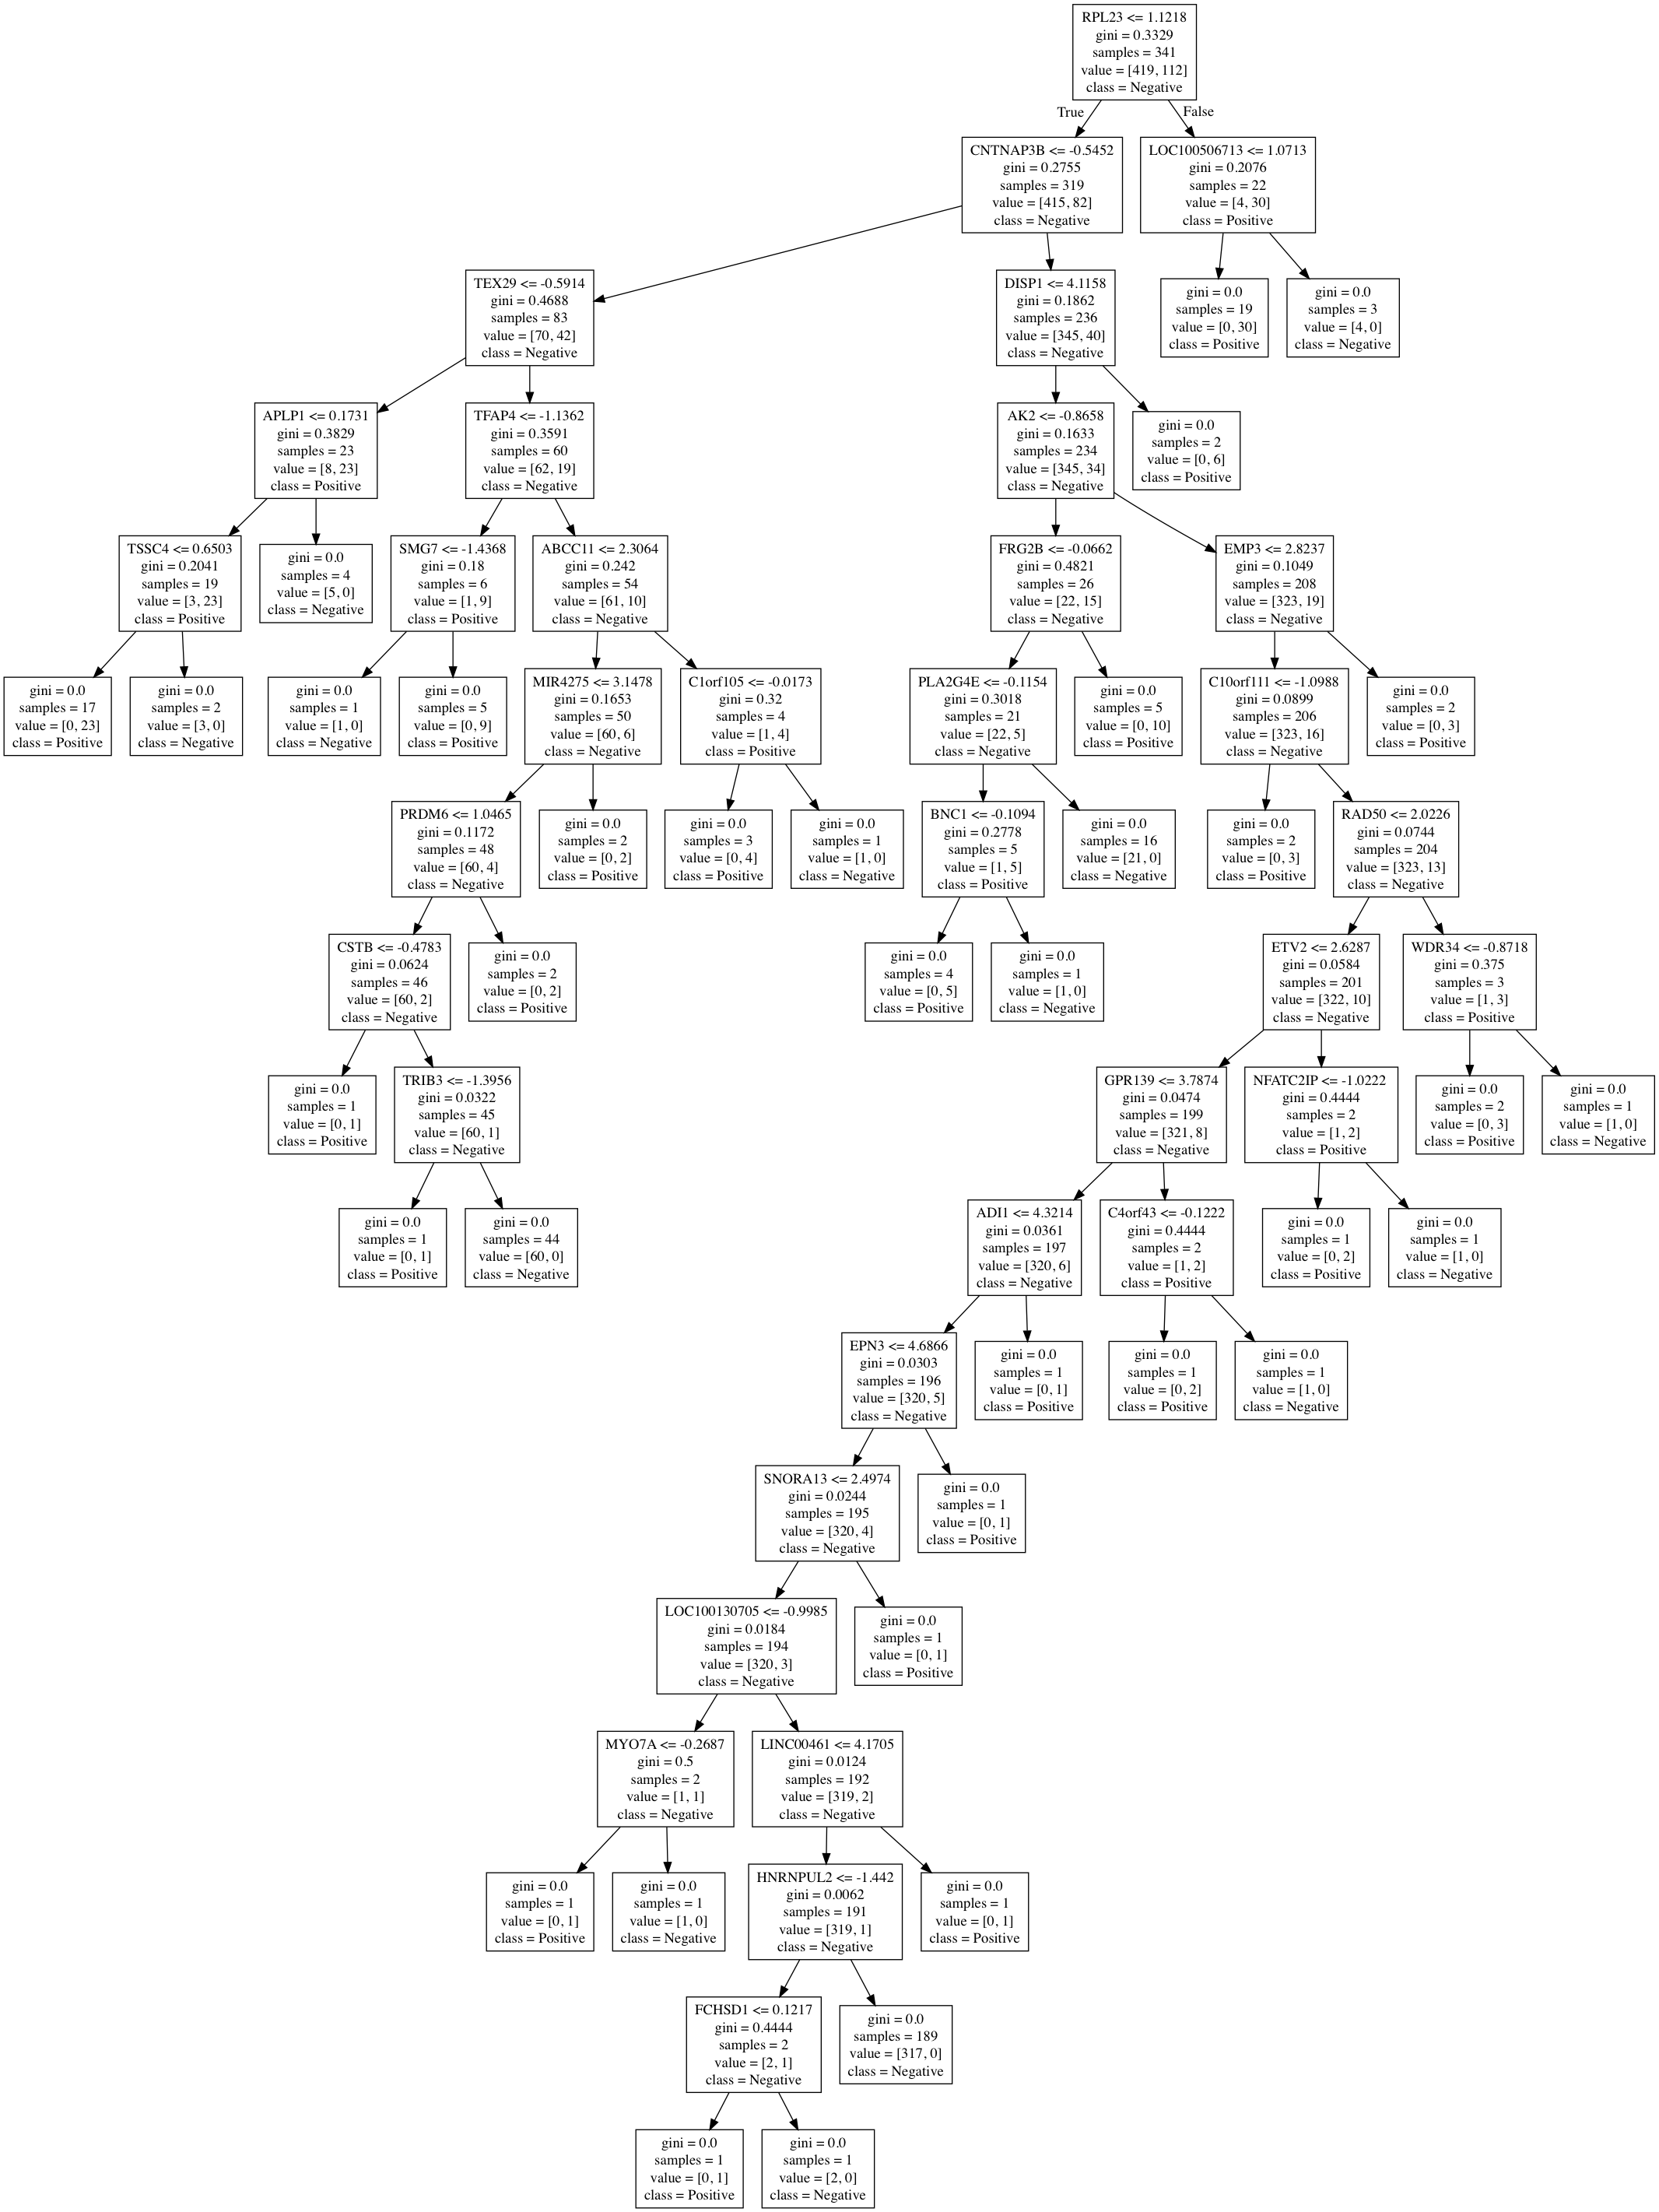 RPL23 <= 1.1218
gini = 0.3329
samples = 341
value = [419, 112]
class = Negative
True
False
CNTNAP3B <= -0.5452
gini = 0.2755
samples = 319
value = [415, 82]
class = Negative
LOC100506713 <= 1.0713
gini = 0.2076
samples = 22
value = [4, 30]
class = Positive
TEX29 <= -0.5914
gini = 0.4688
samples = 83
value = [70, 42]
class = Negative
DISP1 <= 4.1158
gini = 0.1862
samples = 236
value = [345, 40]
class = Negative
gini = 0.0
samples = 19
value = [0, 30]
class = Positive
gini = 0.0
samples = 3
value = [4, 0]
class = Negative
APLP1 <= 0.1731
gini = 0.3829
samples = 23
value = [8, 23]
class = Positive
TFAP4 <= -1.1362
gini = 0.3591
samples = 60
value = [62, 19]
class = Negative
AK2 <= -0.8658
gini = 0.1633
samples = 234
value = [345, 34]
class = Negative
gini = 0.0
samples = 2
value = [0, 6]
class = Positive
TSSC4 <= 0.6503
gini = 0.2041
samples = 19
value = [3, 23]
class = Positive
gini = 0.0
samples = 4
value = [5, 0]
class = Negative
SMG7 <= -1.4368
gini = 0.18
samples = 6
value = [1, 9]
class = Positive
ABCC11 <= 2.3064
gini = 0.242
samples = 54
value = [61, 10]
class = Negative
FRG2B <= -0.0662
gini = 0.4821
samples = 26
value = [22, 15]
class = Negative
EMP3 <= 2.8237
gini = 0.1049
samples = 208
value = [323, 19]
class = Negative
gini = 0.0
samples = 17
value = [0, 23]
class = Positive
gini = 0.0
samples = 2
value = [3, 0]
class = Negative
gini = 0.0
samples = 1
value = [1, 0]
class = Negative
gini = 0.0
samples = 5
value = [0, 9]
class = Positive
MIR4275 <= 3.1478
gini = 0.1653
samples = 50
value = [60, 6]
class = Negative
C1orf105 <= -0.0173
gini = 0.32
samples = 4
value = [1, 4]
class = Positive
PLA2G4E <= -0.1154
gini = 0.3018
samples = 21
value = [22, 5]
class = Negative
gini = 0.0
samples = 5
value = [0, 10]
class = Positive
C10orf111 <= -1.0988
gini = 0.0899
samples = 206
value = [323, 16]
class = Negative
gini = 0.0
samples = 2
value = [0, 3]
class = Positive
PRDM6 <= 1.0465
gini = 0.1172
samples = 48
value = [60, 4]
class = Negative
gini = 0.0
samples = 2
value = [0, 2]
class = Positive
gini = 0.0
samples = 3
value = [0, 4]
class = Positive
gini = 0.0
samples = 1
value = [1, 0]
class = Negative
BNC1 <= -0.1094
gini = 0.2778
samples = 5
value = [1, 5]
class = Positive
gini = 0.0
samples = 16
value = [21, 0]
class = Negative
gini = 0.0
samples = 2
value = [0, 3]
class = Positive
RAD50 <= 2.0226
gini = 0.0744
samples = 204
value = [323, 13]
class = Negative
CSTB <= -0.4783
gini = 0.0624
samples = 46
value = [60, 2]
class = Negative
gini = 0.0
samples = 2
value = [0, 2]
class = Positive
gini = 0.0
samples = 4
value = [0, 5]
class = Positive
gini = 0.0
samples = 1
value = [1, 0]
class = Negative
ETV2 <= 2.6287
gini = 0.0584
samples = 201
value = [322, 10]
class = Negative
WDR34 <= -0.8718
gini = 0.375
samples = 3
value = [1, 3]
class = Positive
gini = 0.0
samples = 1
value = [0, 1]
class = Positive
TRIB3 <= -1.3956
gini = 0.0322
samples = 45
value = [60, 1]
class = Negative
GPR139 <= 3.7874
gini = 0.0474
samples = 199
value = [321, 8]
class = Negative
NFATC2IP <= -1.0222
gini = 0.4444
samples = 2
value = [1, 2]
class = Positive
gini = 0.0
samples = 2
value = [0, 3]
class = Positive
gini = 0.0
samples = 1
value = [1, 0]
class = Negative
gini = 0.0
samples = 1
value = [0, 1]
class = Positive
gini = 0.0
samples = 44
value = [60, 0]
class = Negative
ADI1 <= 4.3214
gini = 0.0361
samples = 197
value = [320, 6]
class = Negative
C4orf43 <= -0.1222
gini = 0.4444
samples = 2
value = [1, 2]
class = Positive
gini = 0.0
samples = 1
value = [0, 2]
class = Positive
gini = 0.0
samples = 1
value = [1, 0]
class = Negative
EPN3 <= 4.6866
gini = 0.0303
samples = 196
value = [320, 5]
class = Negative
gini = 0.0
samples = 1
value = [0, 1]
class = Positive
gini = 0.0
samples = 1
value = [0, 2]
class = Positive
gini = 0.0
samples = 1
value = [1, 0]
class = Negative
SNORA13 <= 2.4974
gini = 0.0244
samples = 195
value = [320, 4]
class = Negative
gini = 0.0
samples = 1
value = [0, 1]
class = Positive
LOC100130705 <= -0.9985
gini = 0.0184
samples = 194
value = [320, 3]
class = Negative
gini = 0.0
samples = 1
value = [0, 1]
class = Positive
MYO7A <= -0.2687
gini = 0.5
samples = 2
value = [1, 1]
class = Negative
LINC00461 <= 4.1705
gini = 0.0124
samples = 192
value = [319, 2]
class = Negative
gini = 0.0
samples = 1
value = [0, 1]
class = Positive
gini = 0.0
samples = 1
value = [1, 0]
class = Negative
HNRNPUL2 <= -1.442
gini = 0.0062
samples = 191
value = [319, 1]
class = Negative
gini = 0.0
samples = 1
value = [0, 1]
class = Positive
FCHSD1 <= 0.1217
gini = 0.4444
samples = 2
value = [2, 1]
class = Negative
gini = 0.0
samples = 189
value = [317, 0]
class = Negative
gini = 0.0
samples = 1
value = [0, 1]
class = Positive
gini = 0.0
samples = 1
value = [2, 0]
class = Negative